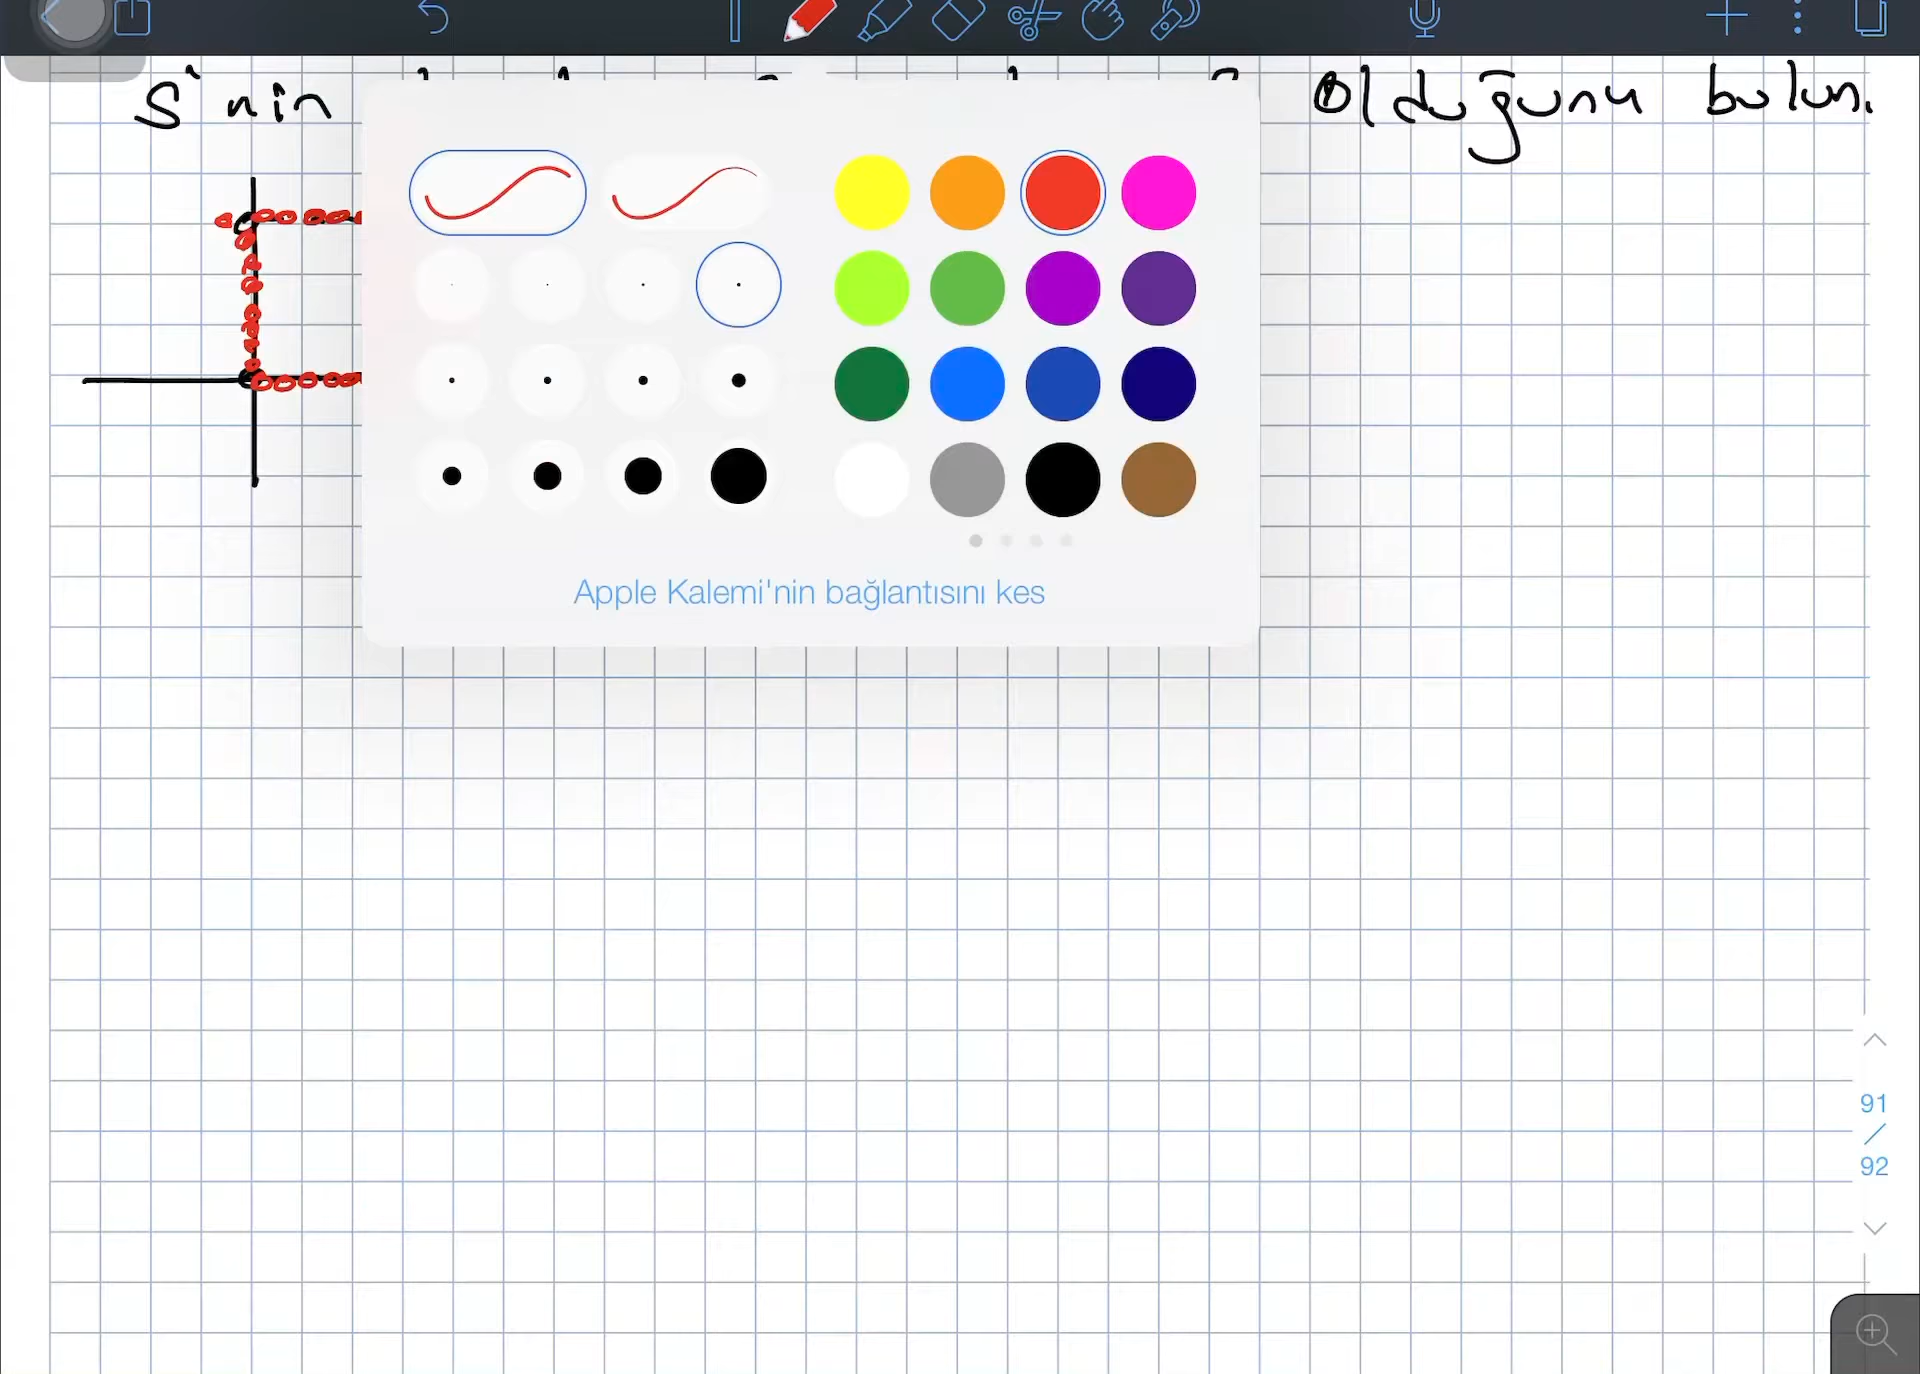 S'nin Olduğunu bulun.
Apple Kalemi'nin bağlantısını kes
91
92